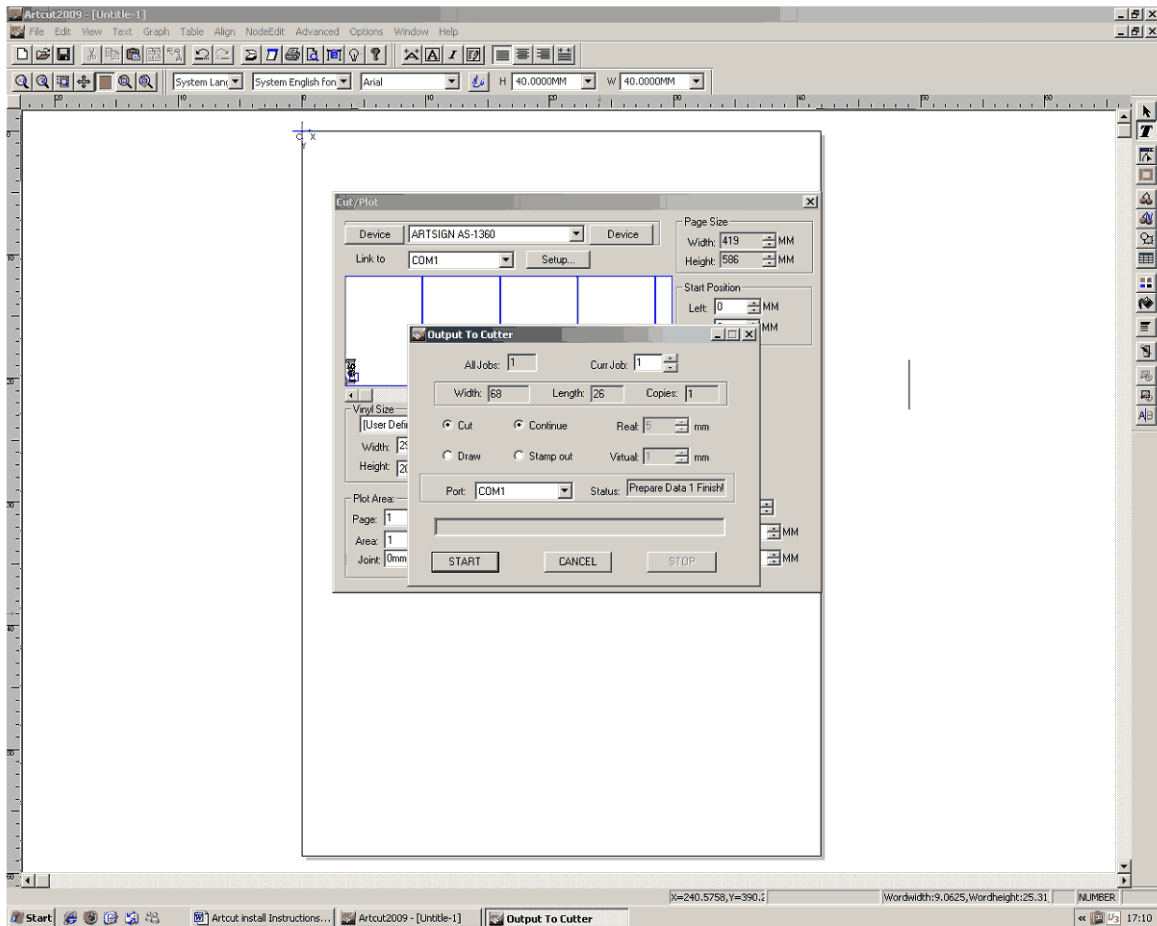 Artcut2009 - [Untitle-1]
File Edit View Text Graph Table Align NodeEdit Advanced Options Window Help
System Lang System English Fon Arial H 40.0000MM W 40.0000MM
X
Y
Cut/Plot
Device ARTSIGN AS-1360 Device
Link to COM1 Setup...
Page Size
Width: 419 MM
Height: 586 MM
Start Position
Left: 0 MM
MM
Output To Cutter
All Jobs: 1 Curr Job: 1
Width: 68 Length: 26 Copies: 1
Cut Continue Real: 5 mm
Draw Stamp out Virtual: 1 mm
Port: COM1 Status: Prepare Data 1 Finish!
START CANCEL STOP
Vinyl Size
[User Defi
Width: 29
Height: 20
Plot Area:
Page: 1
Area: 1
Joint: 0mm
MM
MM
X=240.5758,Y=390.2 Wordwidth:9.0625,Wordheight:25.31 NUMBER
Start Artcut install Instructions... Artcut2009 - [Untitle-1] Output To Cutter 17:10